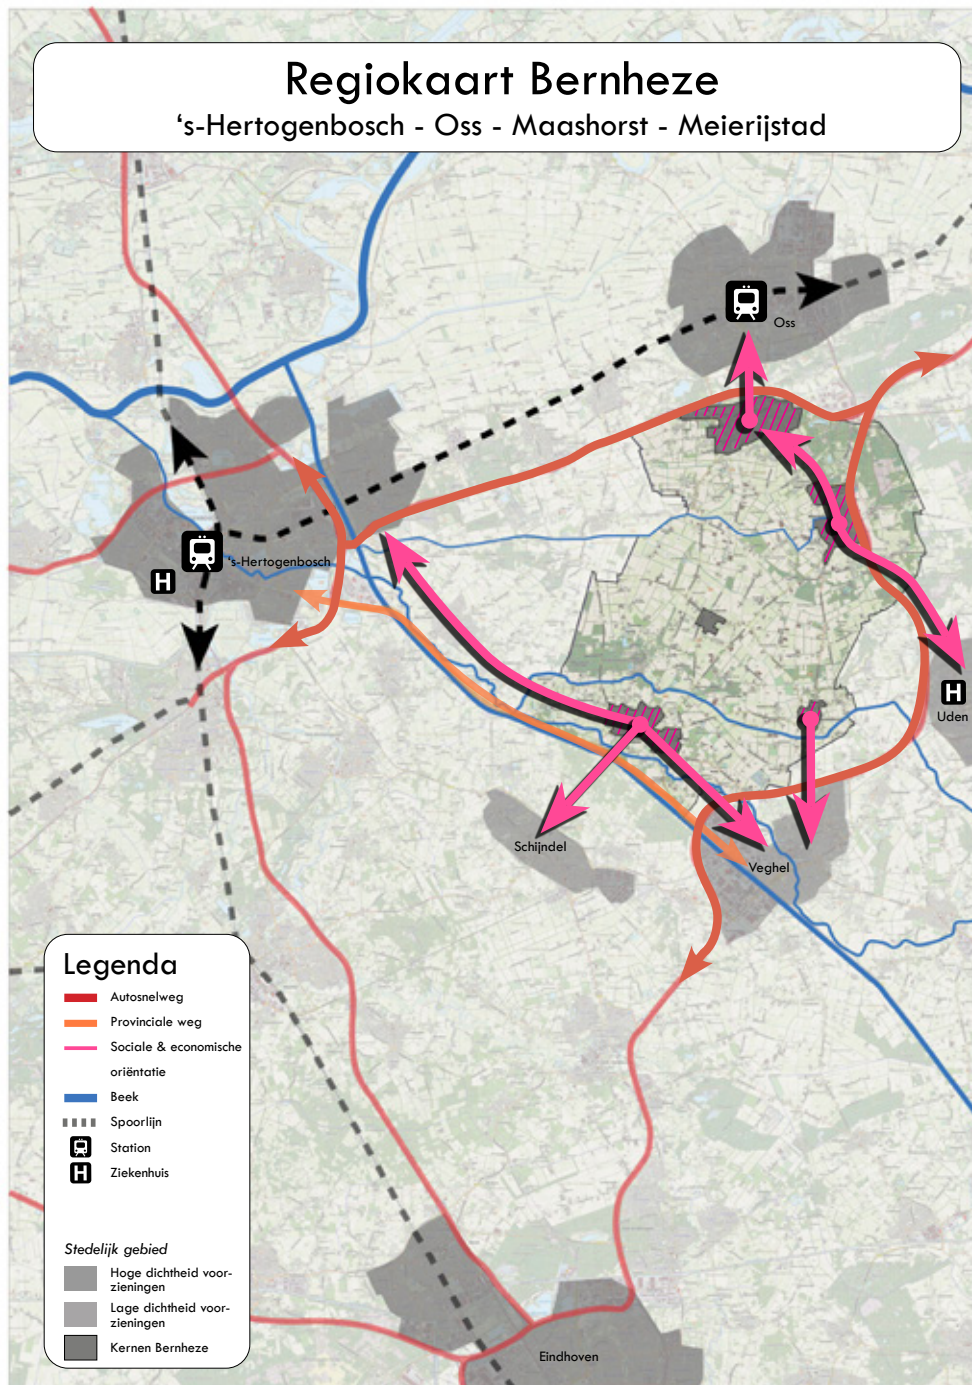 Regiokaart Bernheze
‘s-Hertogenbosch - Oss - Maashorst - Meierijstad
Oss
‘s-Hertogenbosch
H
H
Uden
Schijndel
Veghel
Legenda
Autosnelweg
Provinciale weg
Sociale & economische
oriëntatie
Beek
Spoorlijn
Station
H Ziekenhuis
Stedelijk gebied
Hoge dichtheid voor-
zieningen
Lage dichtheid voor-
zieningen
Kernen Bernheze
Eindhoven